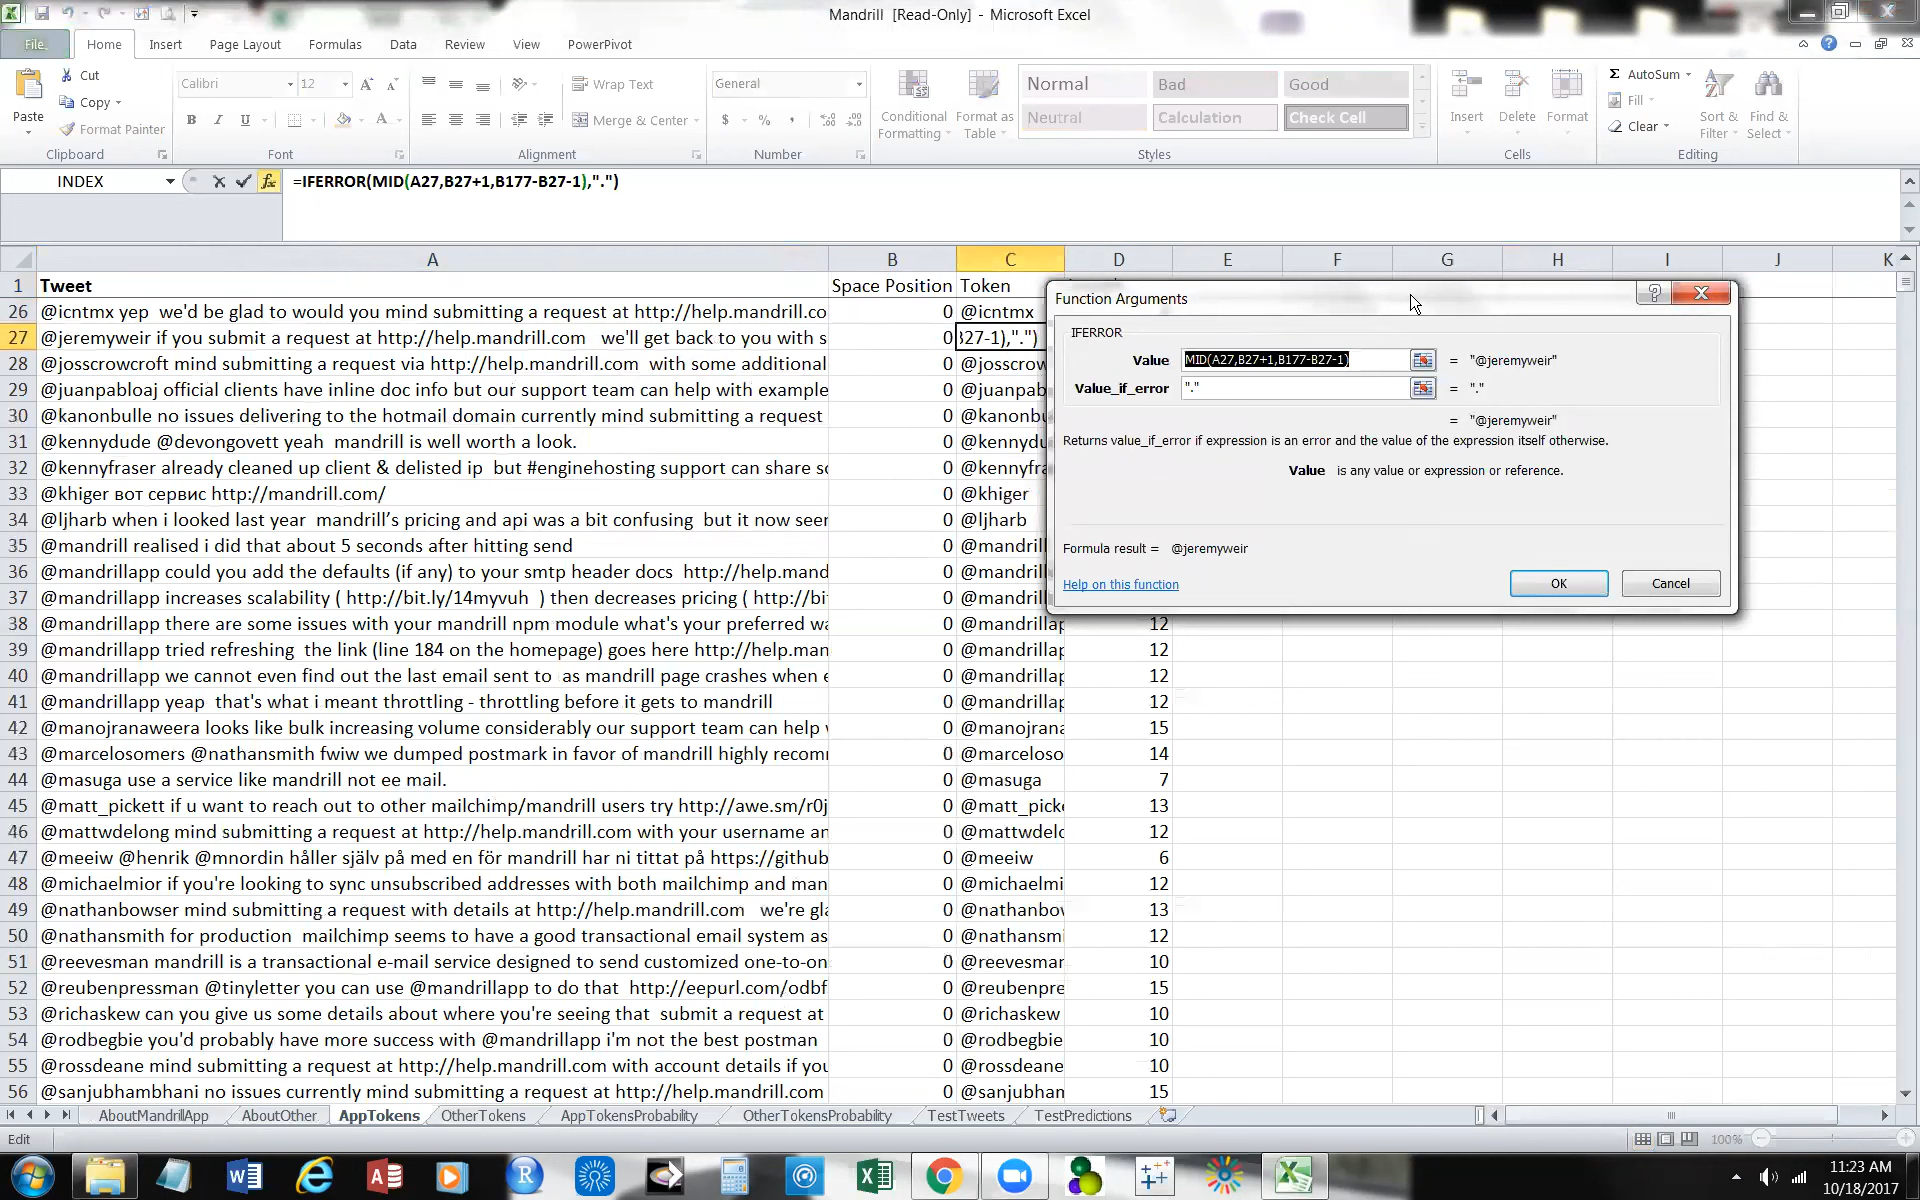 Mandrill [Read-Only] - Microsoft Excel
File Home Insert Page Layout Formulas Data Review View PowerPivot
Paste
Cut
Copy
Format Painter
Clipboard
Calibri 12
B I U
Font
Wrap Text
Merge & Center
Alignment
General
$ % ,
Number
Conditional Formatting
Format as Table
Normal Bad Good
Neutral Calculation Check Cell
Styles
Insert Delete Format
Cells
Σ AutoSum
Fill
Clear
Sort & Filter
Find & Select
Editing
INDEX fx =IFERROR(MID(A27,B27+1,B177-B27-1),".")
A B C D E F G H I J K
1 Tweet Space Position Token
26 @icntmx yep we'd be glad to would you mind submitting a request at http://help.mandrill.co 0 @icntmx
27 @jeremyweir if you submit a request at http://help.mandrill.com we'll get back to you with s 0 B27-1),".")
28 @josscrowcroft mind submitting a request via http://help.mandrill.com with some additional 0 @josscrow
29 @juanpabloaj official clients have inline doc info but our support team can help with example 0 @juanpab
30 @kanonbulle no issues delivering to the hotmail domain currently mind submitting a request 0 @kanonbu
31 @kennydude @devongovett yeah mandrill is well worth a look. 0 @kennydu
32 @kennyfraser already cleaned up client & delisted ip but #enginehosting support can share so 0 @kennyfra
33 @khiger вот сервис http://mandrill.com/ 0 @khiger
34 @ljharb when i looked last year mandrill’s pricing and api was a bit confusing but it now seer 0 @ljharb
35 @mandrill realised i did that about 5 seconds after hitting send 0 @mandrill
36 @mandrillapp could you add the defaults (if any) to your smtp header docs http://help.mand 0 @mandrill
37 @mandrillapp increases scalability ( http://bit.ly/14myvuh ) then decreases pricing ( http://bi 0 @mandrill
38 @mandrillapp there are some issues with your mandrill npm module what's your preferred wa 0 @mandrillap 12
39 @mandrillapp tried refreshing the link (line 184 on the homepage) goes here http://help.man 0 @mandrillap 12
40 @mandrillapp we cannot even find out the last email sent to as mandrill page crashes when e 0 @mandrillap 12
41 @mandrillapp yeap that's what i meant throttling - throttling before it gets to mandrill 0 @mandrillap 12
42 @manojranaweera looks like bulk increasing volume considerably our support team can help v 0 @manojrana 15
43 @marcelosomers @nathansmith fwiw we dumped postmark in favor of mandrill highly recom 0 @marceloso 14
44 @masuga use a service like mandrill not ee mail. 0 @masuga 7
45 @matt_pickett if u want to reach out to other mailchimp/mandrill users try http://awe.sm/r0j 0 @matt_picke 13
46 @mattwdelong mind submitting a request at http://help.mandrill.com with your username an 0 @mattwdelo 12
47 @meeiw @henrik @mnordin håller själv på med en för mandrill har ni tittat på https://github 0 @meeiw 6
48 @michaelmior if you're looking to sync unsubscribed addresses with both mailchimp and man 0 @michaelmi 12
49 @nathanbowser mind submitting a request with details at http://help.mandrill.com we're gla 0 @nathanbov 13
50 @nathansmith for production mailchimp seems to have a good transactional email system as 0 @nathansmi 12
51 @reevesman mandrill is a transactional e-mail service designed to send customized one-to-on 0 @reevesmar 10
52 @reubenpressman @tinyletter you can use @mandrillapp to do that http://eepurl.com/odbf 0 @reubenpre 15
53 @richaskew can you give us some details about where you're seeing that submit a request at 0 @richaskew 10
54 @rodbegbie you'd probably have more success with @mandrillapp i'm not the best postman 0 @rodbegbie 10
55 @rossdeane mind submitting a request at http://help.mandrill.com with account details if you 0 @rossdeane 10
56 @sanjubhambhani no issues currently mind submitting a request at http://help.mandrill.com 0 @sanjubham 15
Function Arguments
IFERROR
Value MID(A27,B27+1,B177-B27-1) = "@jeremyweir"
Value_if_error "." = "."
= "@jeremyweir"
Returns value_if_error if expression is an error and the value of the expression itself otherwise.
Value is any value or expression or reference.
Formula result = @jeremyweir
Help on this function
OK Cancel
AboutMandrillApp AboutOther AppTokens OtherTokens AppTokensProbability OtherTokensProbability TestTweets TestPredictions
Edit
100%
11:23 AM
10/18/2017